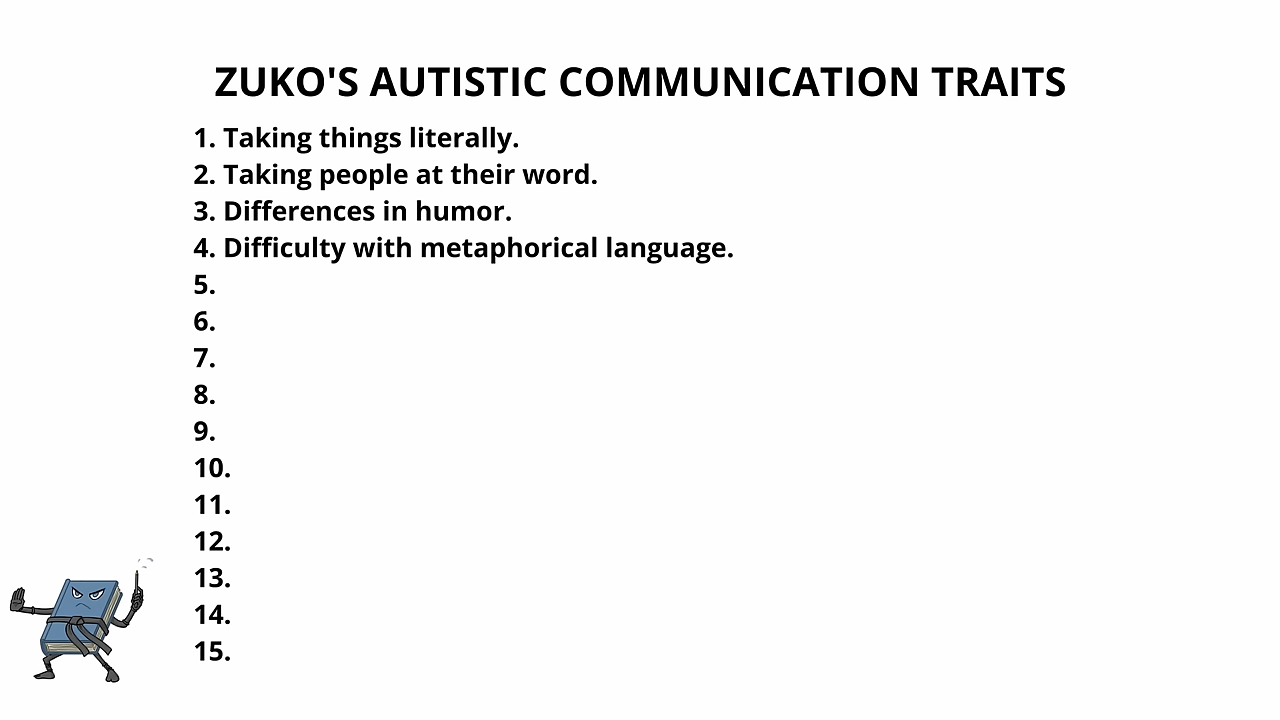 ZUKO'S AUTISTIC COMMUNICATION TRAITS
1. Taking things literally.
2. Taking people at their word.
3. Differences in humor.
4. Difficulty with metaphorical language.
5.
6.
7.
8.
9.
10.
11.
12.
13.
14.
15.